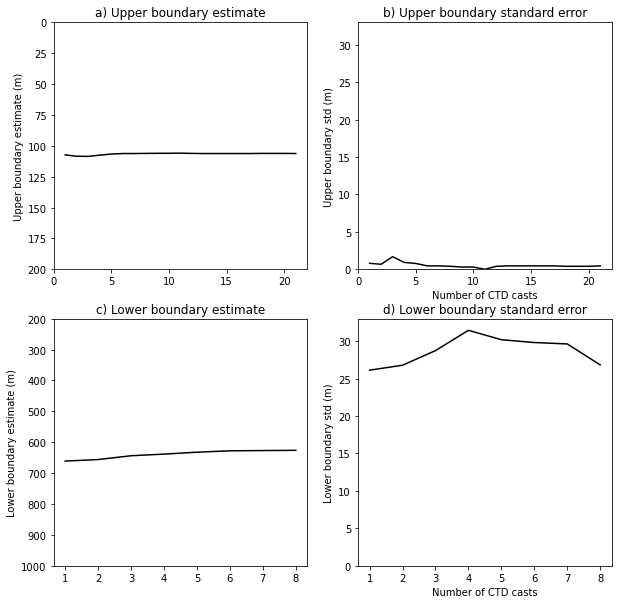 a) Upper boundary estimate
Upper boundary estimate (m)
0
25
50
75
100
125
150
175
200
0 5 10 15 20
b) Upper boundary standard error
Upper boundary std (m)
30
25
20
15
10
5
0
0 5 10 15 20
Number of CTD casts
c) Lower boundary estimate
Lower boundary estimate (m)
200
300
400
500
600
700
800
900
1000
1 2 3 4 5 6 7 8
d) Lower boundary standard error
Lower boundary std (m)
30
25
20
15
10
5
0
1 2 3 4 5 6 7 8
Number of CTD casts